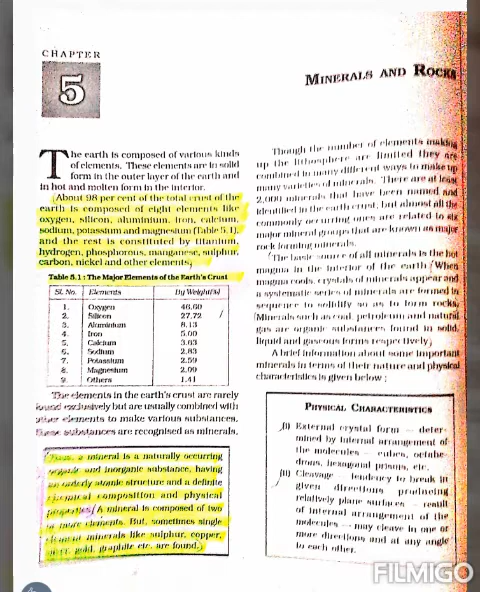 CHAPTER
5
MINERALS AND ROCKS
The earth is composed of various kinds
of elements. These elements are in solid
form in the outer layer of the earth and
in hot and molten form in the interior.
About 98 per cent of the total crust of the
earth is composed of eight elements like
oxygen, silicon, aluminium, iron, calcium,
sodium, potassium and magnesium (Table 5.1),
and the rest is constituted by titanium,
hydrogen, phosphorous, manganese, sulphur,
carbon, nickel and other elements.
Table 5.1 : The Major Elements of the Earth's Crust
Sl. No. Elements By Weight(%)
1. Oxygen 46.60
2. Silicon 27.72
3. Aluminium 8.13
4. Iron 5.00
5. Calcium 3.63
6. Sodium 2.83
7. Potassium 2.59
8. Magnesium 2.09
9. Others 1.41
The elements in the earth's crust are rarely
found exclusively but are usually combined with
other elements to make various substances.
These substances are recognised as minerals.
Thus, a mineral is a naturally occurring
organic and inorganic substance, having
an orderly atomic structure and a definite
chemical composition and physical
properties. A mineral is composed of two
or more elements. But, sometimes single
element minerals like sulphur, copper,
silver, gold, graphite etc. are found.
Though the number of elements making
up the lithosphere are limited they are
combined in many different ways to make up
many varieties of minerals. There are at least
2,000 minerals that have been named and
identified in the earth crust; but almost all the
commonly occurring ones are related to six
major mineral groups that are known as major
rock forming minerals.
The basic source of all minerals is the hot
magma in the interior of the earth. When
magma cools, crystals of minerals appear and
a systematic series of minerals are formed in
sequence to solidify so as to form rocks.
Minerals such as coal, petroleum and natural
gas are organic substances found in solid,
liquid and gaseous forms respectively.
A brief information about some important
minerals in terms of their nature and physical
characteristics is given below :
PHYSICAL CHARACTERISTICS
(i) External crystal form — deter-
mined by internal arrangement of
the molecules — cubes, octahe-
drons, hexagonal prisms, etc.
(ii) Cleavage — tendency to break in
given directions producing
relatively plane surfaces — result
of internal arrangement of the
molecules — may cleave in one or
more directions and at any angle
to each other.
FILMIGO